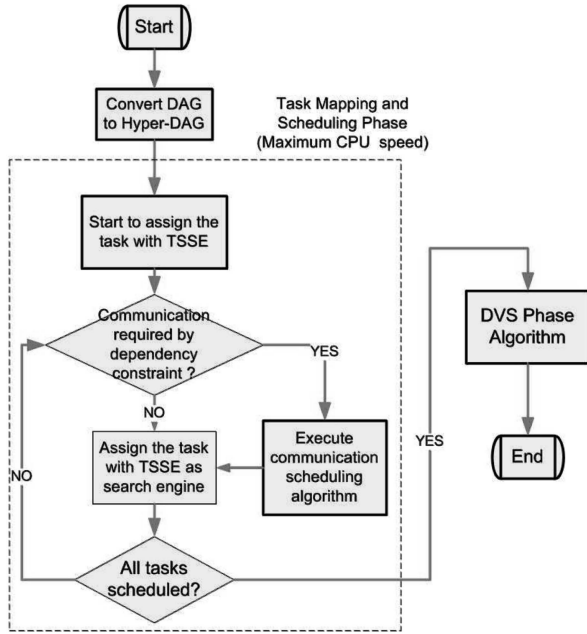 Start
Convert DAG
to Hyper-DAG
Task Mapping and
Scheduling Phase
(Maximum CPU speed)
Start to assign the
task with TSSE
Communication
required by
dependency
constraint ?
YES
NO
Assign the task
with TSSE as
search engine
Execute
communication
scheduling
algorithm
NO
All tasks
scheduled?
YES
DVS Phase
Algorithm
End